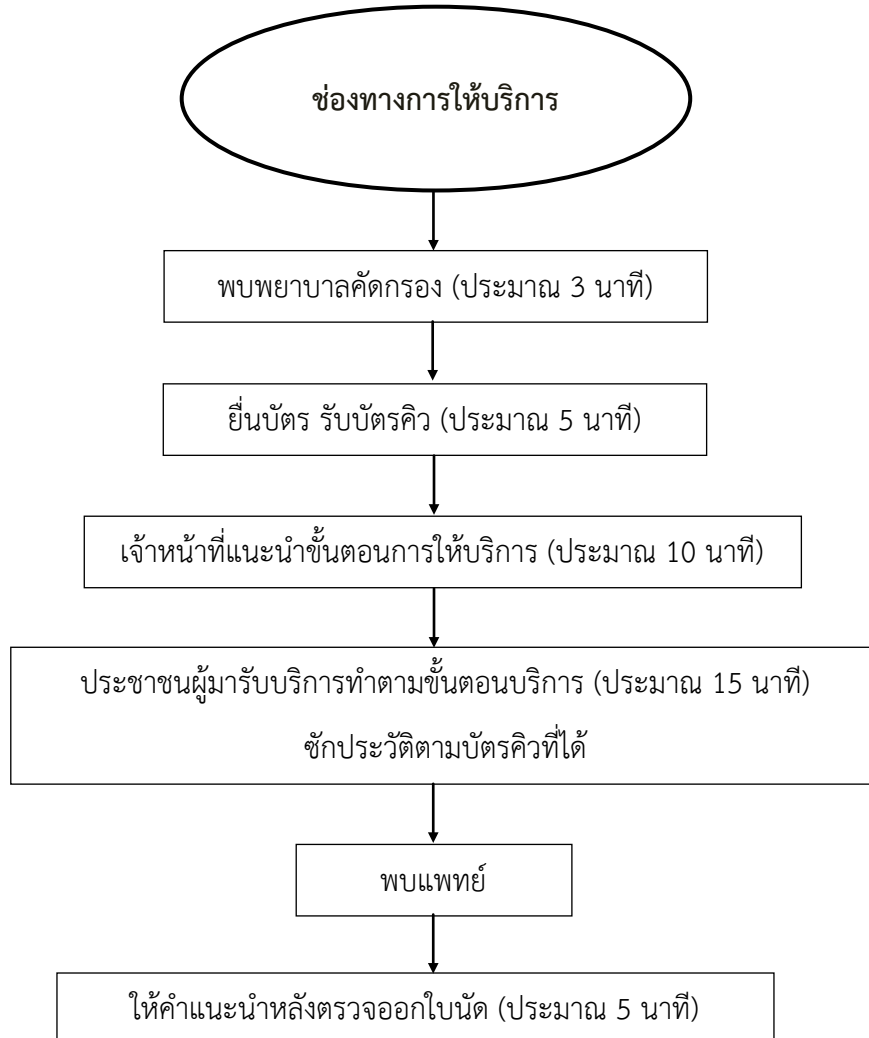 ช่องทางการให้บริการ
พบพยาบาลคัดกรอง (ประมาณ 3 นาที)
ยื่นบัตร รับบัตรคิว (ประมาณ 5 นาที)
เจ้าหน้าที่แนะนำขั้นตอนการให้บริการ (ประมาณ 10 นาที)
ประชาชนผู้มารับบริการทำตามขั้นตอนบริการ (ประมาณ 15 นาที)
ซักประวัติตามบัตรคิวที่ได้
พบแพทย์
ให้คำแนะนำหลังตรวจออกใบนัด (ประมาณ 5 นาที)